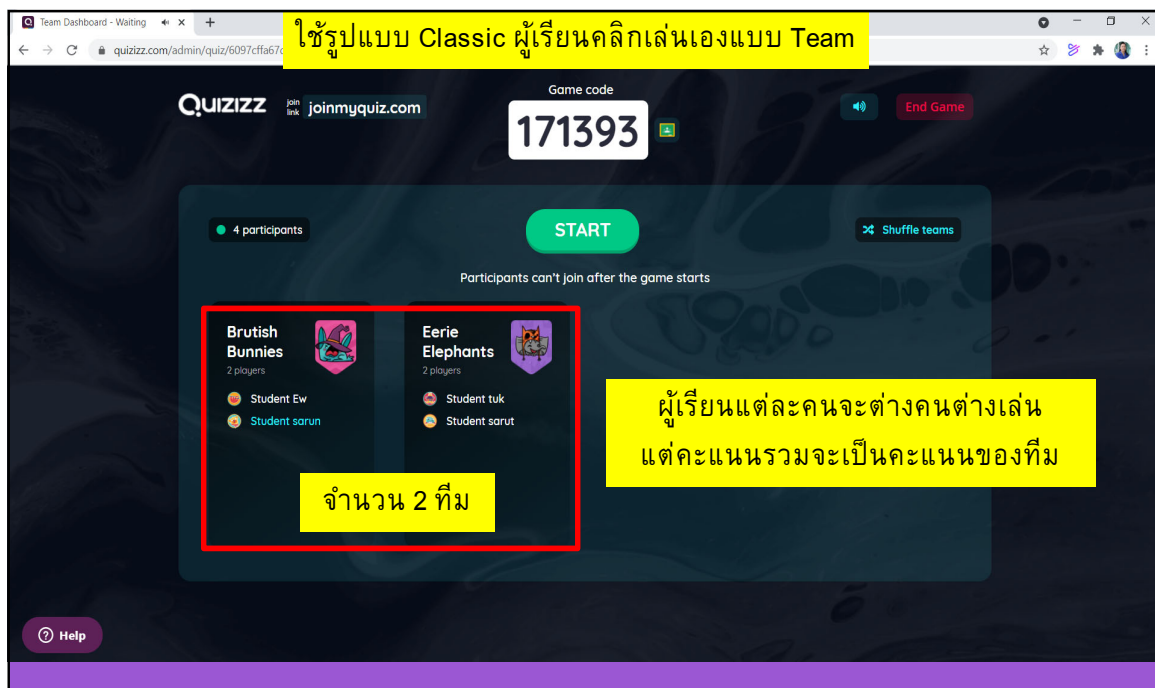 Team Dashboard - Waiting
ใช้รูปแบบ Classic ผู้เรียนคลิกเล่นเองแบบ Team
quizizz.com/admin/quiz/6097cffa67
QUIZIZZ
join link
joinmyquiz.com
Game code
171393
End Game
4 participants
START
Shuffle teams
Participants can't join after the game starts
Brutish Bunnies
2 players
Student Ew
Student sarun
Eerie Elephants
2 players
Student tuk
Student sarut
ผู้เรียนแต่ละคนจะต่างคนต่างเล่น
แต่คะแนนรวมจะเป็นคะแนนของทีม
จำนวน 2 ทีม
Help